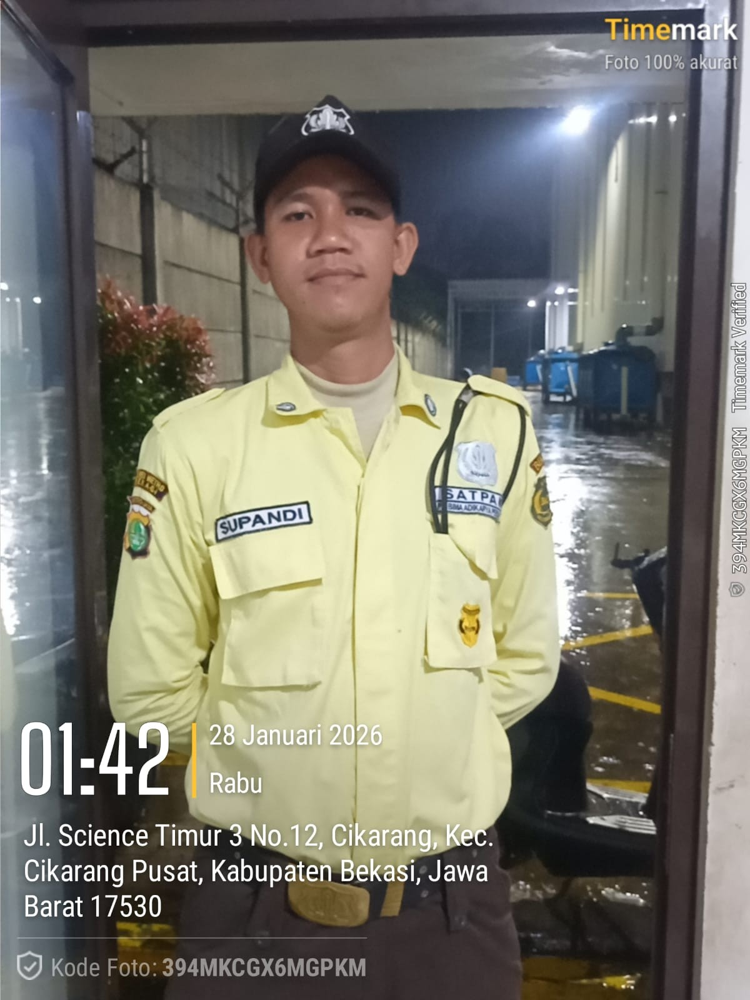 Timemark
Foto 100% akurat
SUPANDI
SATPAM
01:42
28 Januari 2026
Rabu
Jl. Science Timur 3 No.12, Cikarang, Kec.
Cikarang Pusat, Kabupaten Bekasi, Jawa
Barat 17530
Kode Foto: 394MKCGX6MGPKM
394MKCGX6MGPKM Timemark Verified